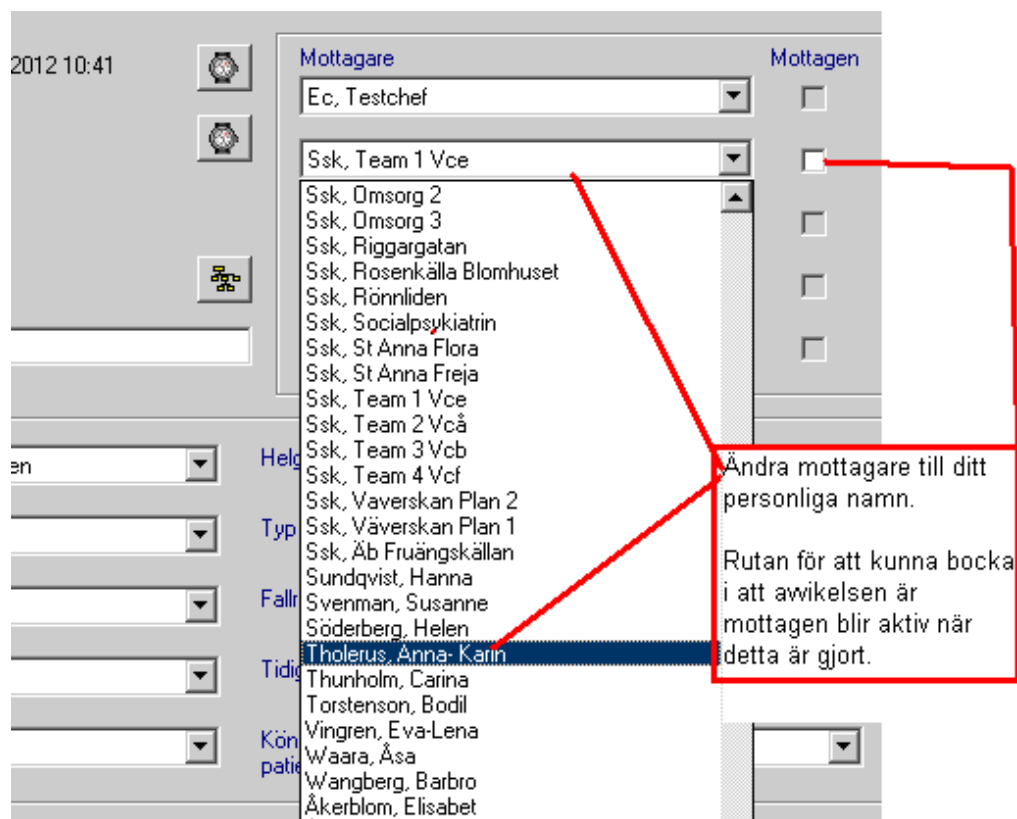 2012 10:41
Mottagare
Mottagen
Ec, Testchef
Ssk, Team 1 Vce
Ssk, Omsorg 2
Ssk, Omsorg 3
Ssk, Riggargatan
Ssk, Rosenkälla Blomhuset
Ssk, Rönnliden
Ssk, Socialpsykiatrin
Ssk, St Anna Flora
Ssk, St Anna Freja
Ssk, Team 1 Vce
Ssk, Team 2 Vcå
Ssk, Team 3 Vcb
Ssk, Team 4 Vcf
Ssk, Vaverskan Plan 2
Ssk, Väverskan Plan 1
Ssk, Äb Fruängskällan
Sundqvist, Hanna
Svenman, Susanne
Söderberg, Helen
Tholerus, Anna- Karin
Thunholm, Carina
Torstenson, Bodil
Vingren, Eva-Lena
Waara, Åsa
Wangberg, Barbro
Åkerblom, Elisabet
en
Helg
Typ
Fallr
Tidig
Kön
patie
Ändra mottagare till ditt
personliga namn.
Rutan för att kunna bocka
i att avvikelsen är
mottagen blir aktiv när
detta är gjort.